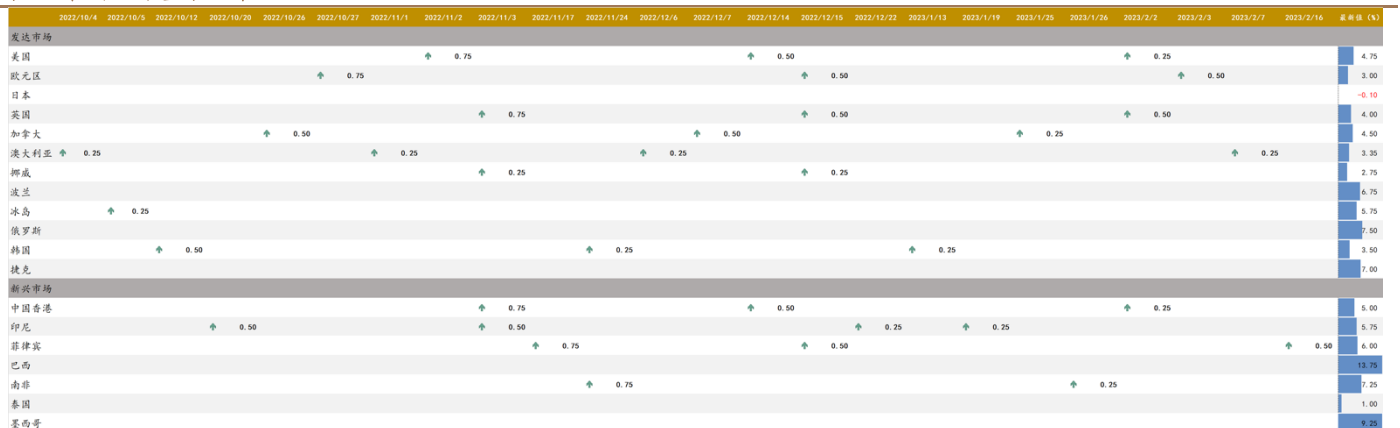 2022/10/4 2022/10/5 2022/10/12 2022/10/20 2022/10/26 2022/10/27 2022/11/1 2022/11/2 2022/11/3 2022/11/17 2022/11/24 2022/12/6 2022/12/7 2022/12/14 2022/12/15 2022/12/22 2023/1/13 2023/1/19 2023/1/25 2023/1/26 2023/2/2 2023/2/3 2023/2/7 2023/2/16 最新值 (%)
发达市场
美国 0.75 0.50 0.25 4.75
欧元区 0.75 0.50 0.50 3.00
日本 -0.10
英国 0.75 0.50 0.50 4.00
加拿大 0.50 0.50 0.25 4.50
澳大利亚 0.25 0.25 0.25 0.25 3.35
挪威 0.25 0.25 2.75
波兰 6.75
冰岛 0.25 5.75
俄罗斯 7.50
韩国 0.50 0.25 0.25 3.50
捷克 7.00
新兴市场
中国香港 0.75 0.50 0.25 5.00
印尼 0.50 0.50 0.25 0.25 5.75
菲律宾 0.75 0.50 0.50 6.00
巴西 13.75
南非 0.75 0.25 7.25
泰国 1.00
墨西哥 9.25